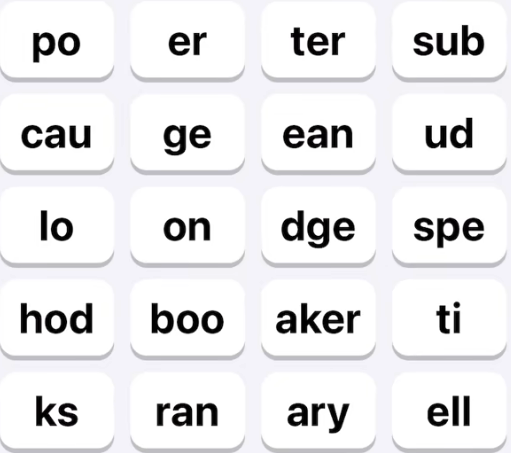 po er ter sub
cau ge ean ud
lo on dge spe
hod boo aker ti
ks ran ary ell